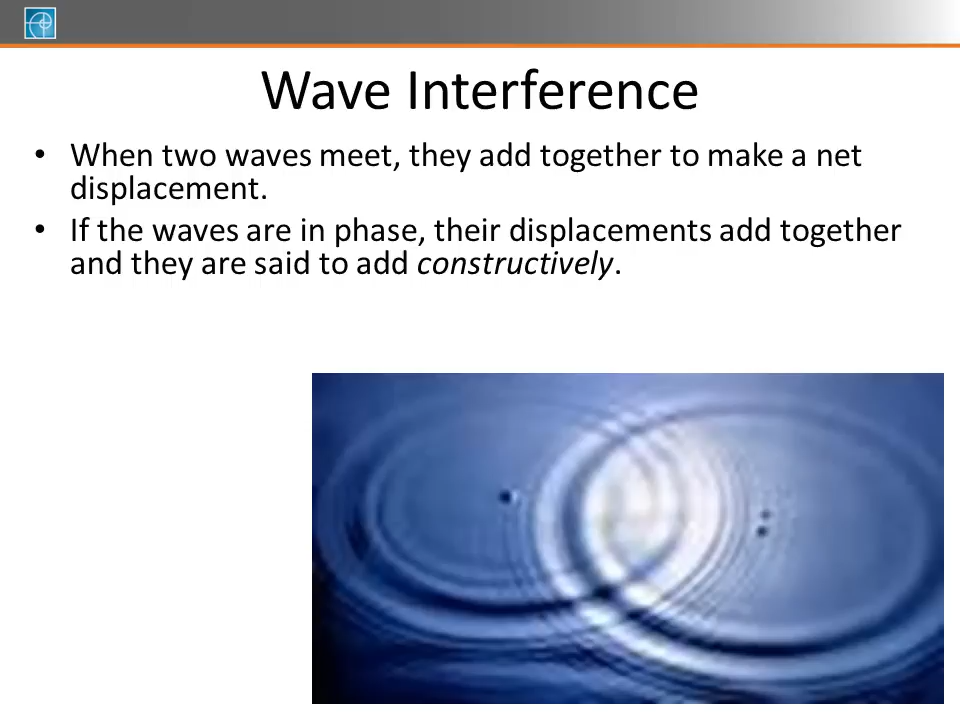 Wave Interference
• When two waves meet, they add together to make a net
displacement.
• If the waves are in phase, their displacements add together
and they are said to add constructively.